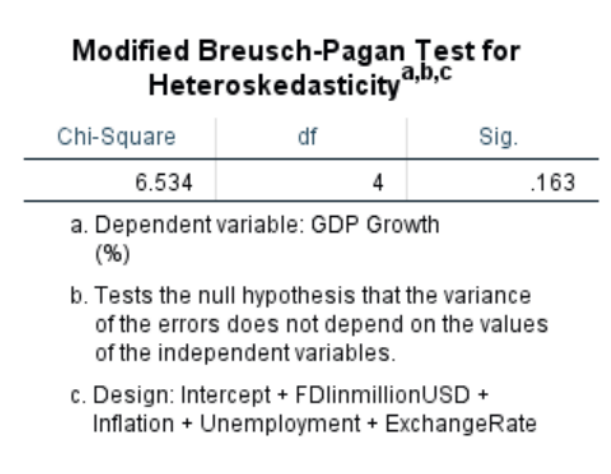 Modified Breusch-Pagan Test for
Heteroskedasticity a,b,c
Chi-Square df Sig.
6.534 4 .163
a. Dependent variable: GDP Growth
(%)
b. Tests the null hypothesis that the variance
of the errors does not depend on the values
of the independent variables.
c. Design: Intercept + FDIinmillionUSD +
Inflation + Unemployment + ExchangeRate